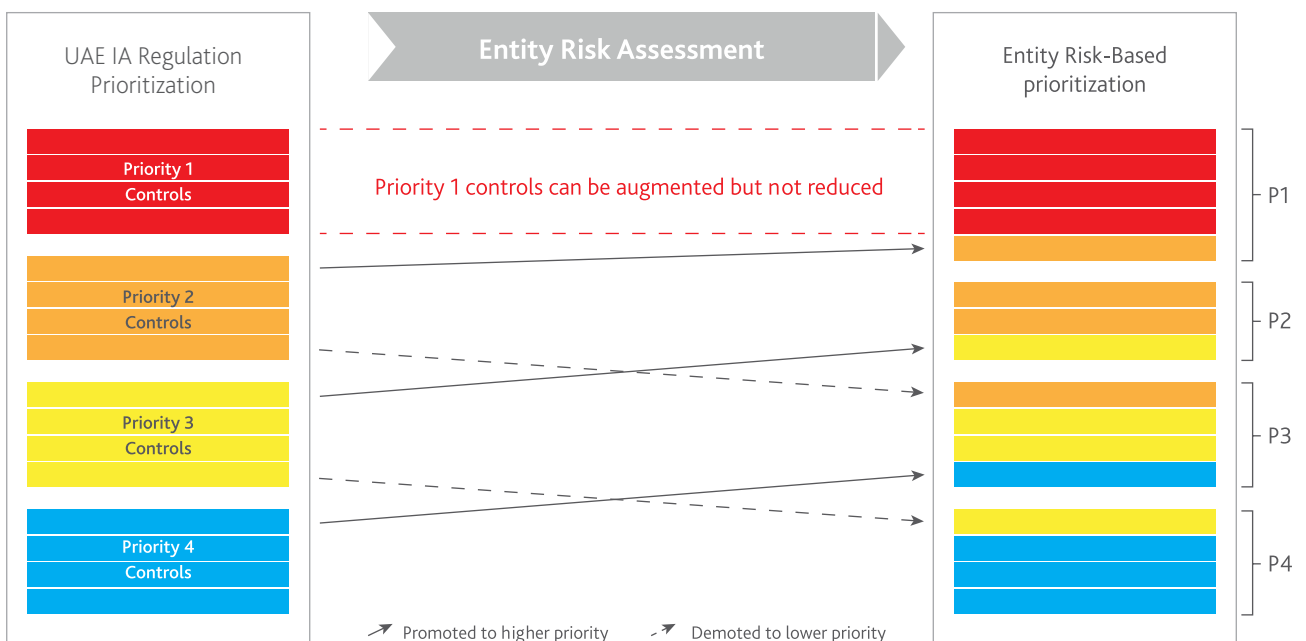 UAE IA Regulation
Prioritization
Entity Risk Assessment
Entity Risk-Based
prioritization
Priority 1
Controls
Priority 1 controls can be augmented but not reduced
P1
Priority 2
Controls
P2
Priority 3
Controls
P3
Priority 4
Controls
P4
Promoted to higher priority
Demoted to lower priority